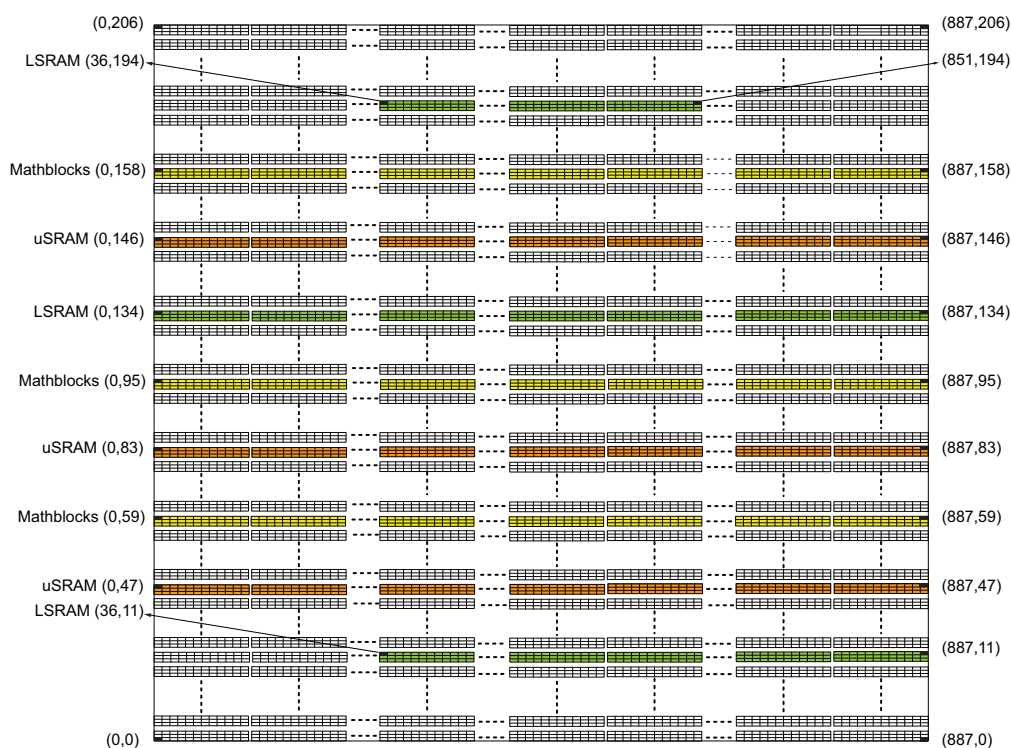 (0,206) (887,206)
LSRAM (36,194) (851,194)
Mathblocks (0,158) (887,158)
uSRAM (0,146) (887,146)
LSRAM (0,134) (887,134)
Mathblocks (0,95) (887,95)
uSRAM (0,83) (887,83)
Mathblocks (0,59) (887,59)
uSRAM (0,47) (887,47)
LSRAM (36,11)
(887,11)
(0,0) (887,0)